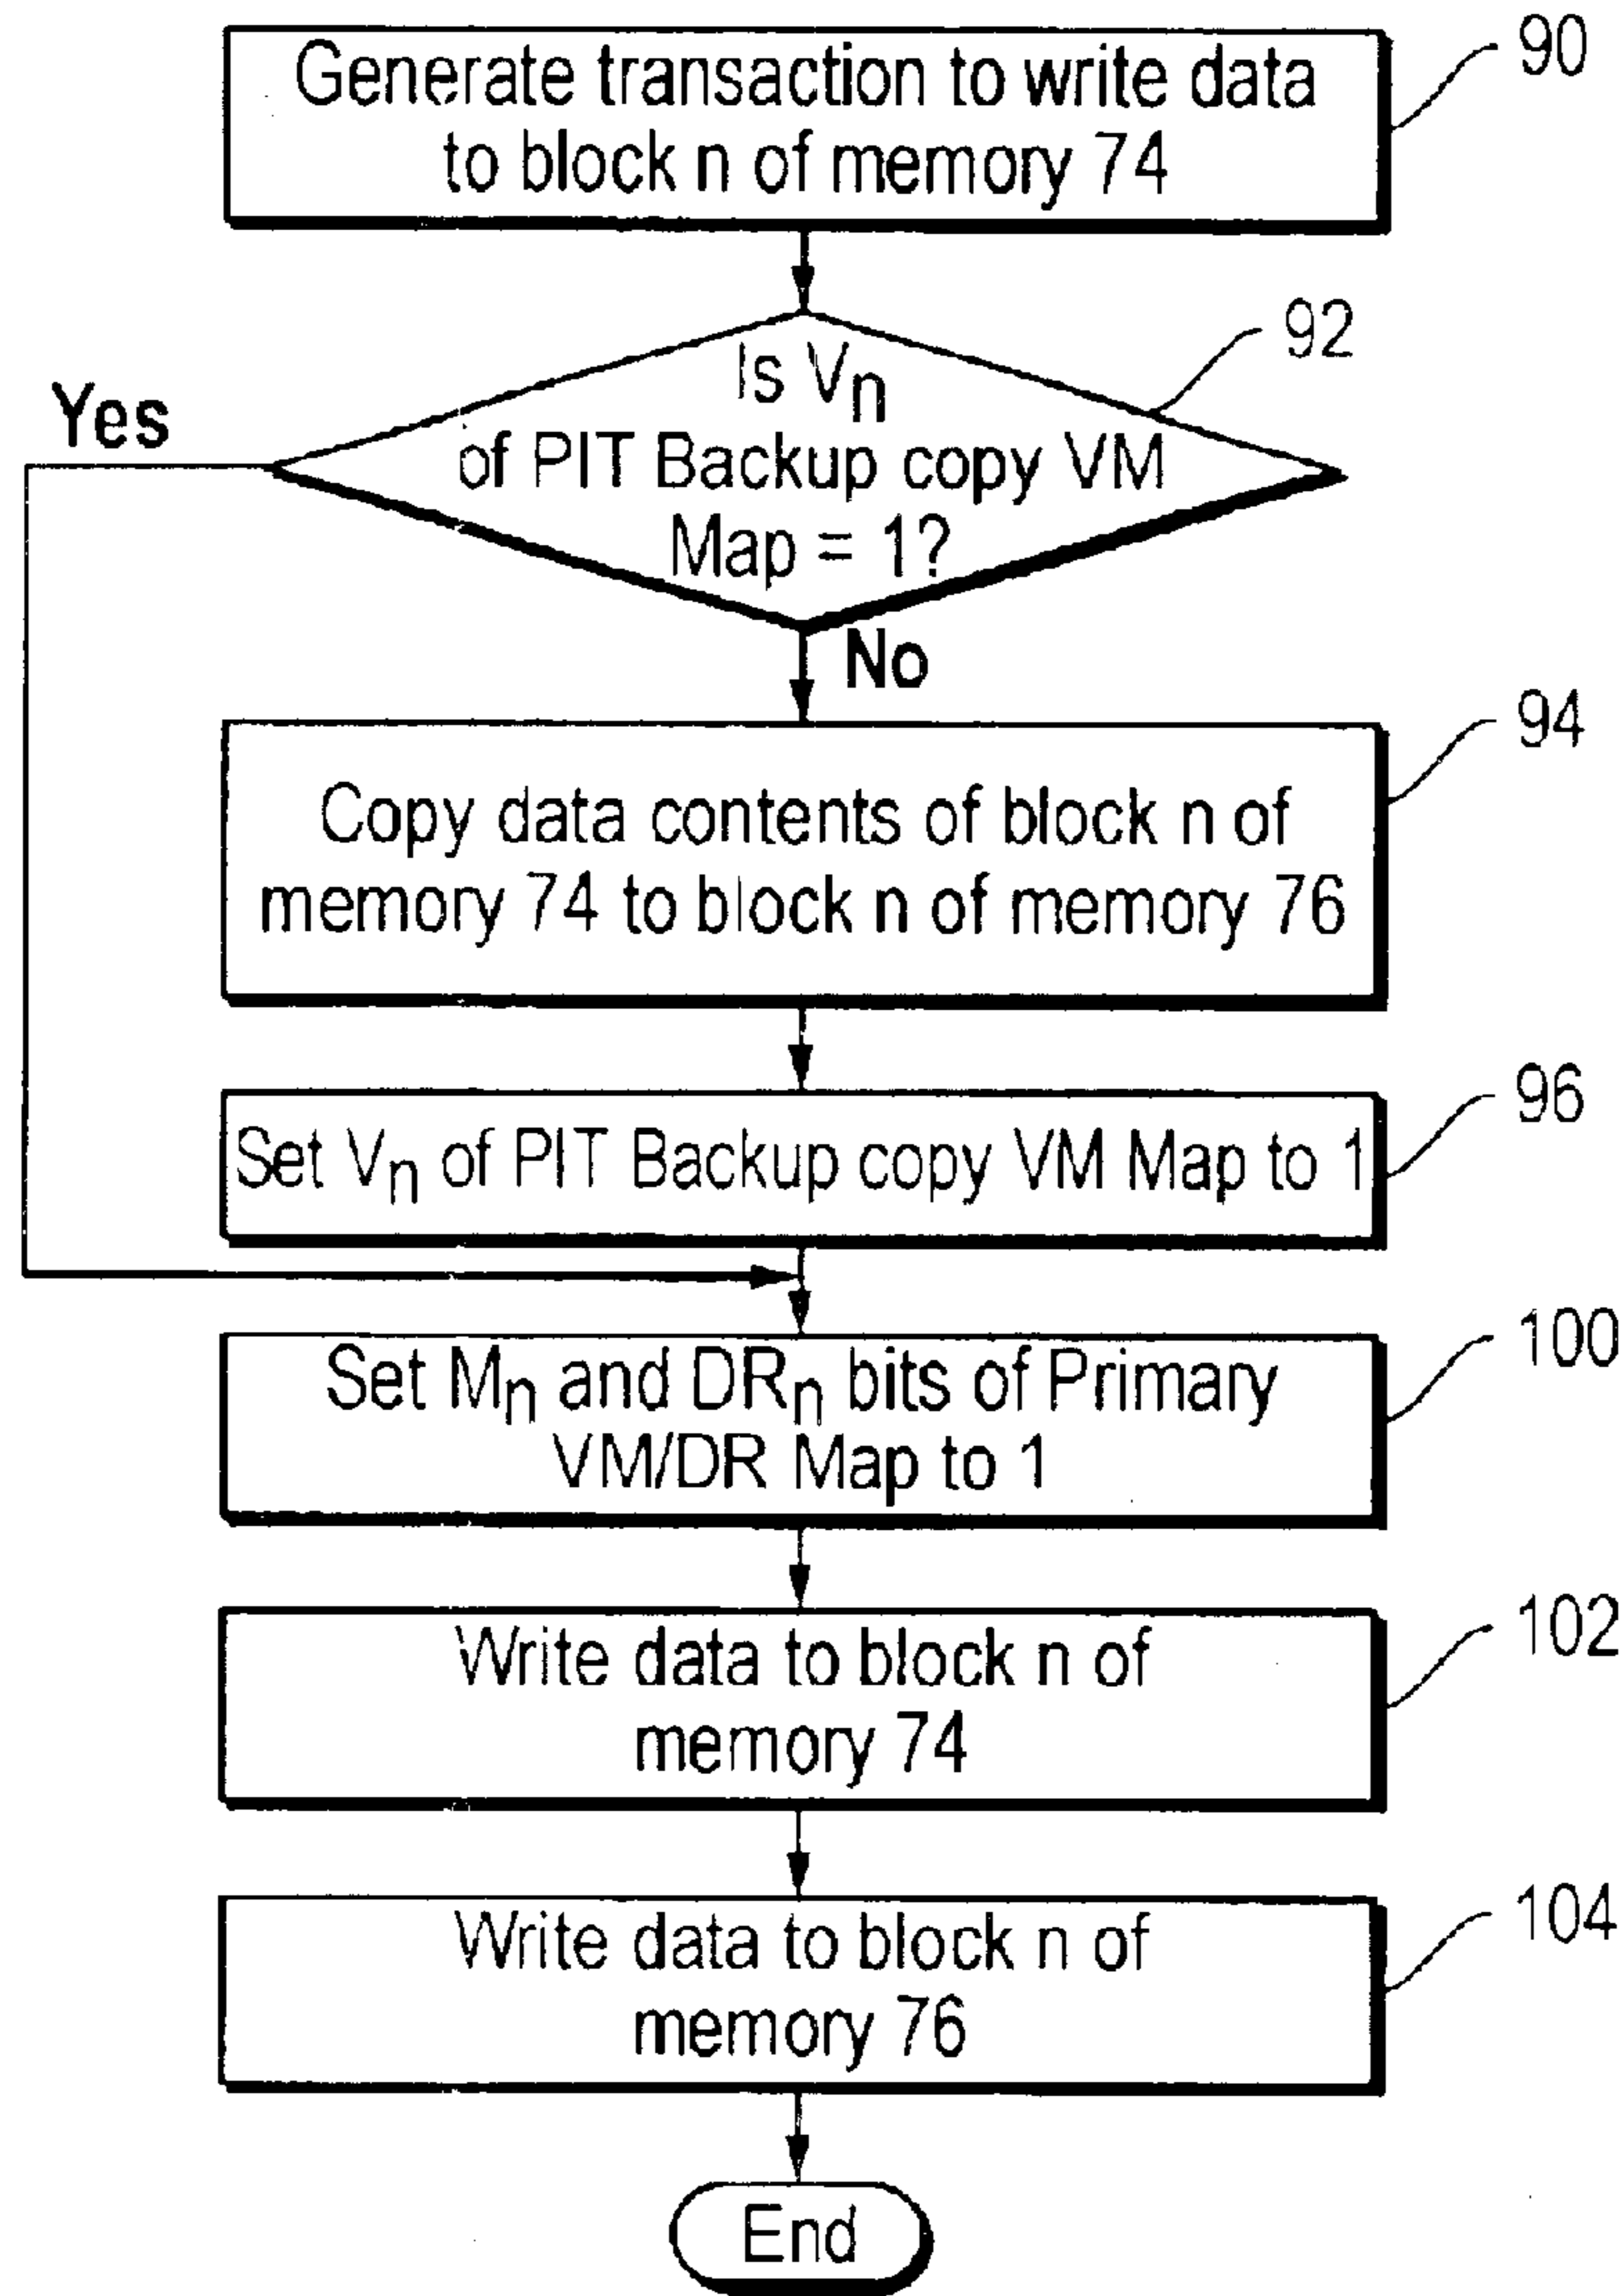 Generate transaction to write data
to block n of memory 74
90
Is Vn
of PIT Backup copy VM
Map = 1?
92
Yes
No
Copy data contents of block n of
memory 74 to block n of memory 76
94
Set Vn of PIT Backup copy VM Map to 1
96
Set Mn and DRn bits of Primary
VM/DR Map to 1
100
Write data to block n of
memory 74
102
Write data to block n of
memory 76
104
End